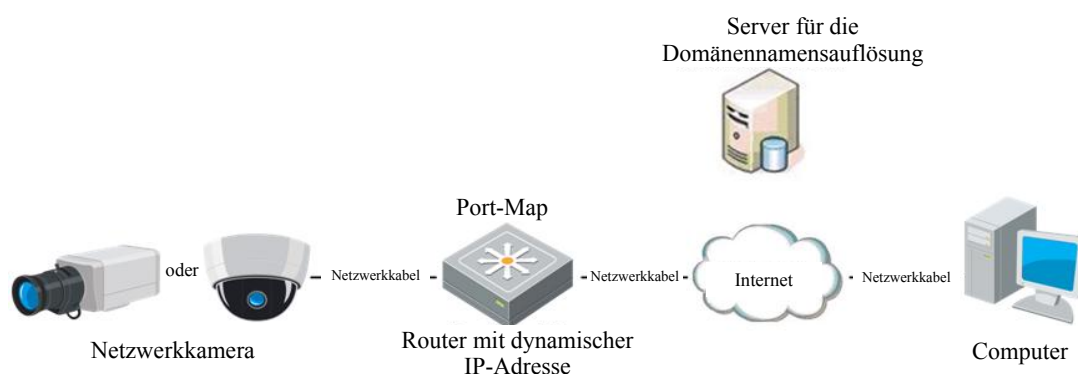 Server für die
Domänennamensauflösung
Port-Map
oder
Netzwerkkabel
Netzwerkkabel
Internet
Netzwerkkabel
Netzwerkkamera
Router mit dynamischer
IP-Adresse
Computer